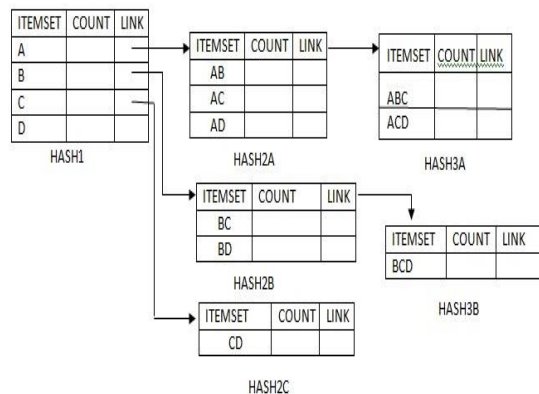 ITEMSET COUNT LINK
A
B
C
D
HASH1
ITEMSET COUNT LINK
AB
AC
AD
HASH2A
ITEMSET COUNT LINK
ABC
ACD
HASH3A
ITEMSET COUNT LINK
BC
BD
HASH2B
ITEMSET COUNT LINK
BCD
HASH3B
ITEMSET COUNT LINK
CD
HASH2C